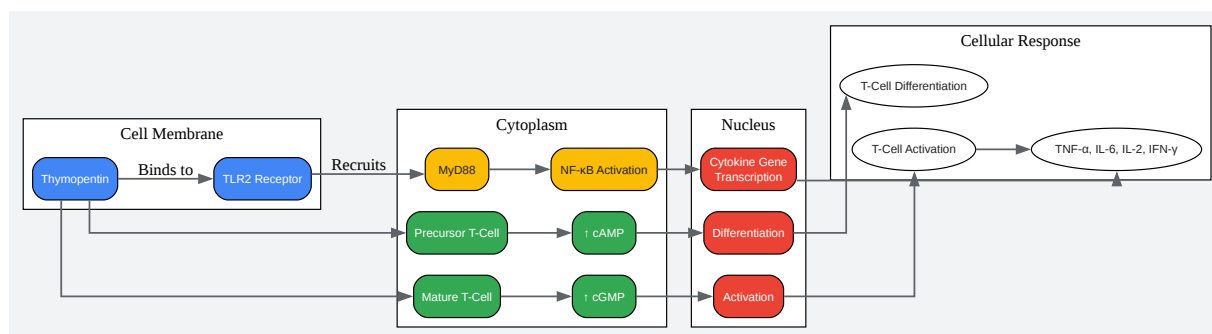 Cell Membrane
Thymopentin
Binds to
TLR2 Receptor
Recruits
Cytoplasm
MyD88
NF-κB Activation
Precursor T-Cell
↑ cAMP
Mature T-Cell
↑ cGMP
Nucleus
Cytokine Gene
Transcription
Differentiation
Activation
Cellular Response
T-Cell Differentiation
T-Cell Activation
TNF-α, IL-6, IL-2, IFN-γ